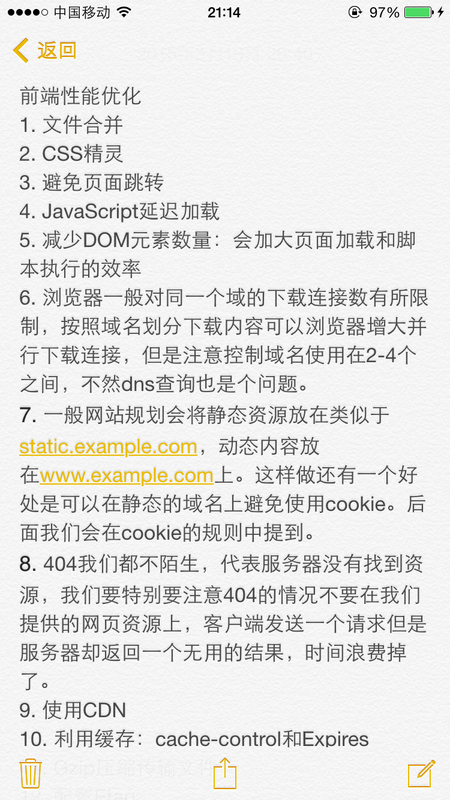 中国移动
21:14
97%
返回
前端性能优化
1. 文件合并
2. CSS精灵
3. 避免页面跳转
4. JavaScript延迟加载
5. 减少DOM元素数量：会加大页面加载和脚
本执行的效率
6. 浏览器一般对同一个域的下载连接数有所限
制，按照域名划分下载内容可以浏览器增大并
行下载连接，但是注意控制域名使用在2-4个
之间，不然dns查询也是个问题。
7. 一般网站规划会将静态资源放在类似于
static.example.com，动态内容放
在www.example.com上。这样做还有一个好
处是可以在静态的域名上避免使用cookie。后
面我们会在cookie的规则中提到。
8. 404我们都不陌生，代表服务器没有找到资
源，我们要特别要注意404的情况不要在我们
提供的网页资源上，客户端发送一个请求但是
服务器却返回一个无用的结果，时间浪费掉
了。
9. 使用CDN
10. 利用缓存：cache-control和Expires